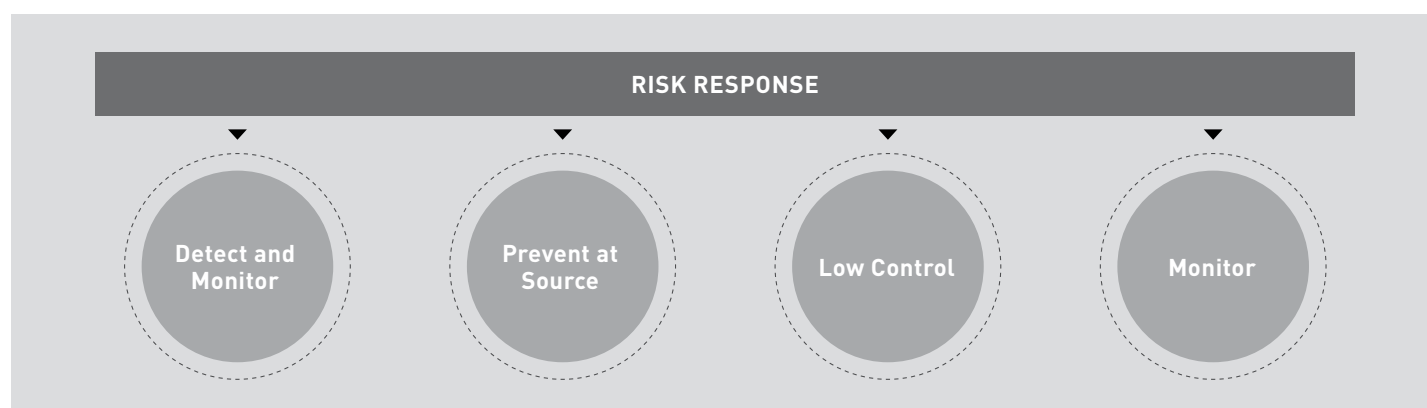 RISK RESPONSE
Detect and
Monitor
Prevent at
Source
Low Control
Monitor